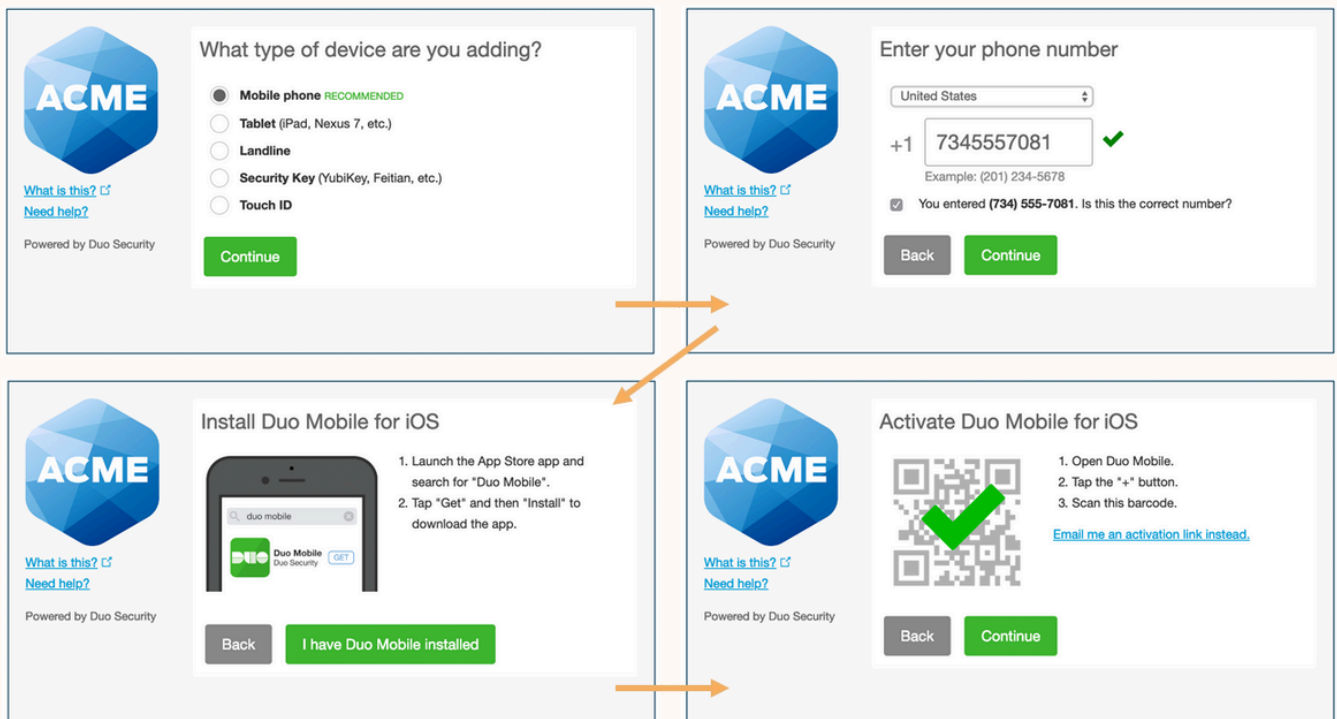 ACME
What is this?
Need help?
Powered by Duo Security
What type of device are you adding?
Mobile phone RECOMMENDED
Tablet (iPad, Nexus 7, etc.)
Landline
Security Key (YubiKey, Feitian, etc.)
Touch ID
Continue
ACME
What is this?
Need help?
Powered by Duo Security
Enter your phone number
United States
+1 7345557081
Example: (201) 234-5678
You entered (734) 555-7081. Is this the correct number?
Back Continue
ACME
What is this?
Need help?
Powered by Duo Security
Install Duo Mobile for iOS
duo mobile
DUO
Duo Mobile
Duo Security
GET
1. Launch the App Store app and
search for "Duo Mobile".
2. Tap "Get" and then "Install" to
download the app.
Back I have Duo Mobile installed
ACME
What is this?
Need help?
Powered by Duo Security
Activate Duo Mobile for iOS
1. Open Duo Mobile.
2. Tap the "+" button.
3. Scan this barcode.
Email me an activation link instead.
Back Continue